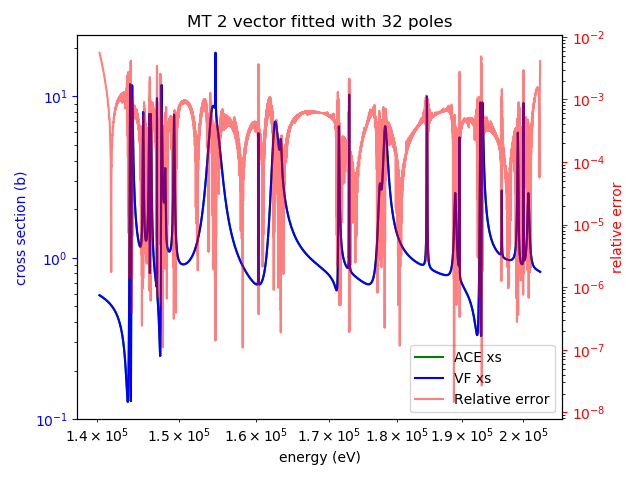 MT 2 vector fitted with 32 poles
cross section (b)
10¹
10⁰
10⁻¹
relative error
10⁻²
10⁻³
10⁻⁴
10⁻⁵
10⁻⁶
10⁻⁷
10⁻⁸
ACE xs
VF xs
Relative error
1.4 × 10⁵ 1.5 × 10⁵ 1.6 × 10⁵ 1.7 × 10⁵ 1.8 × 10⁵ 1.9 × 10⁵ 2 × 10⁵
energy (eV)